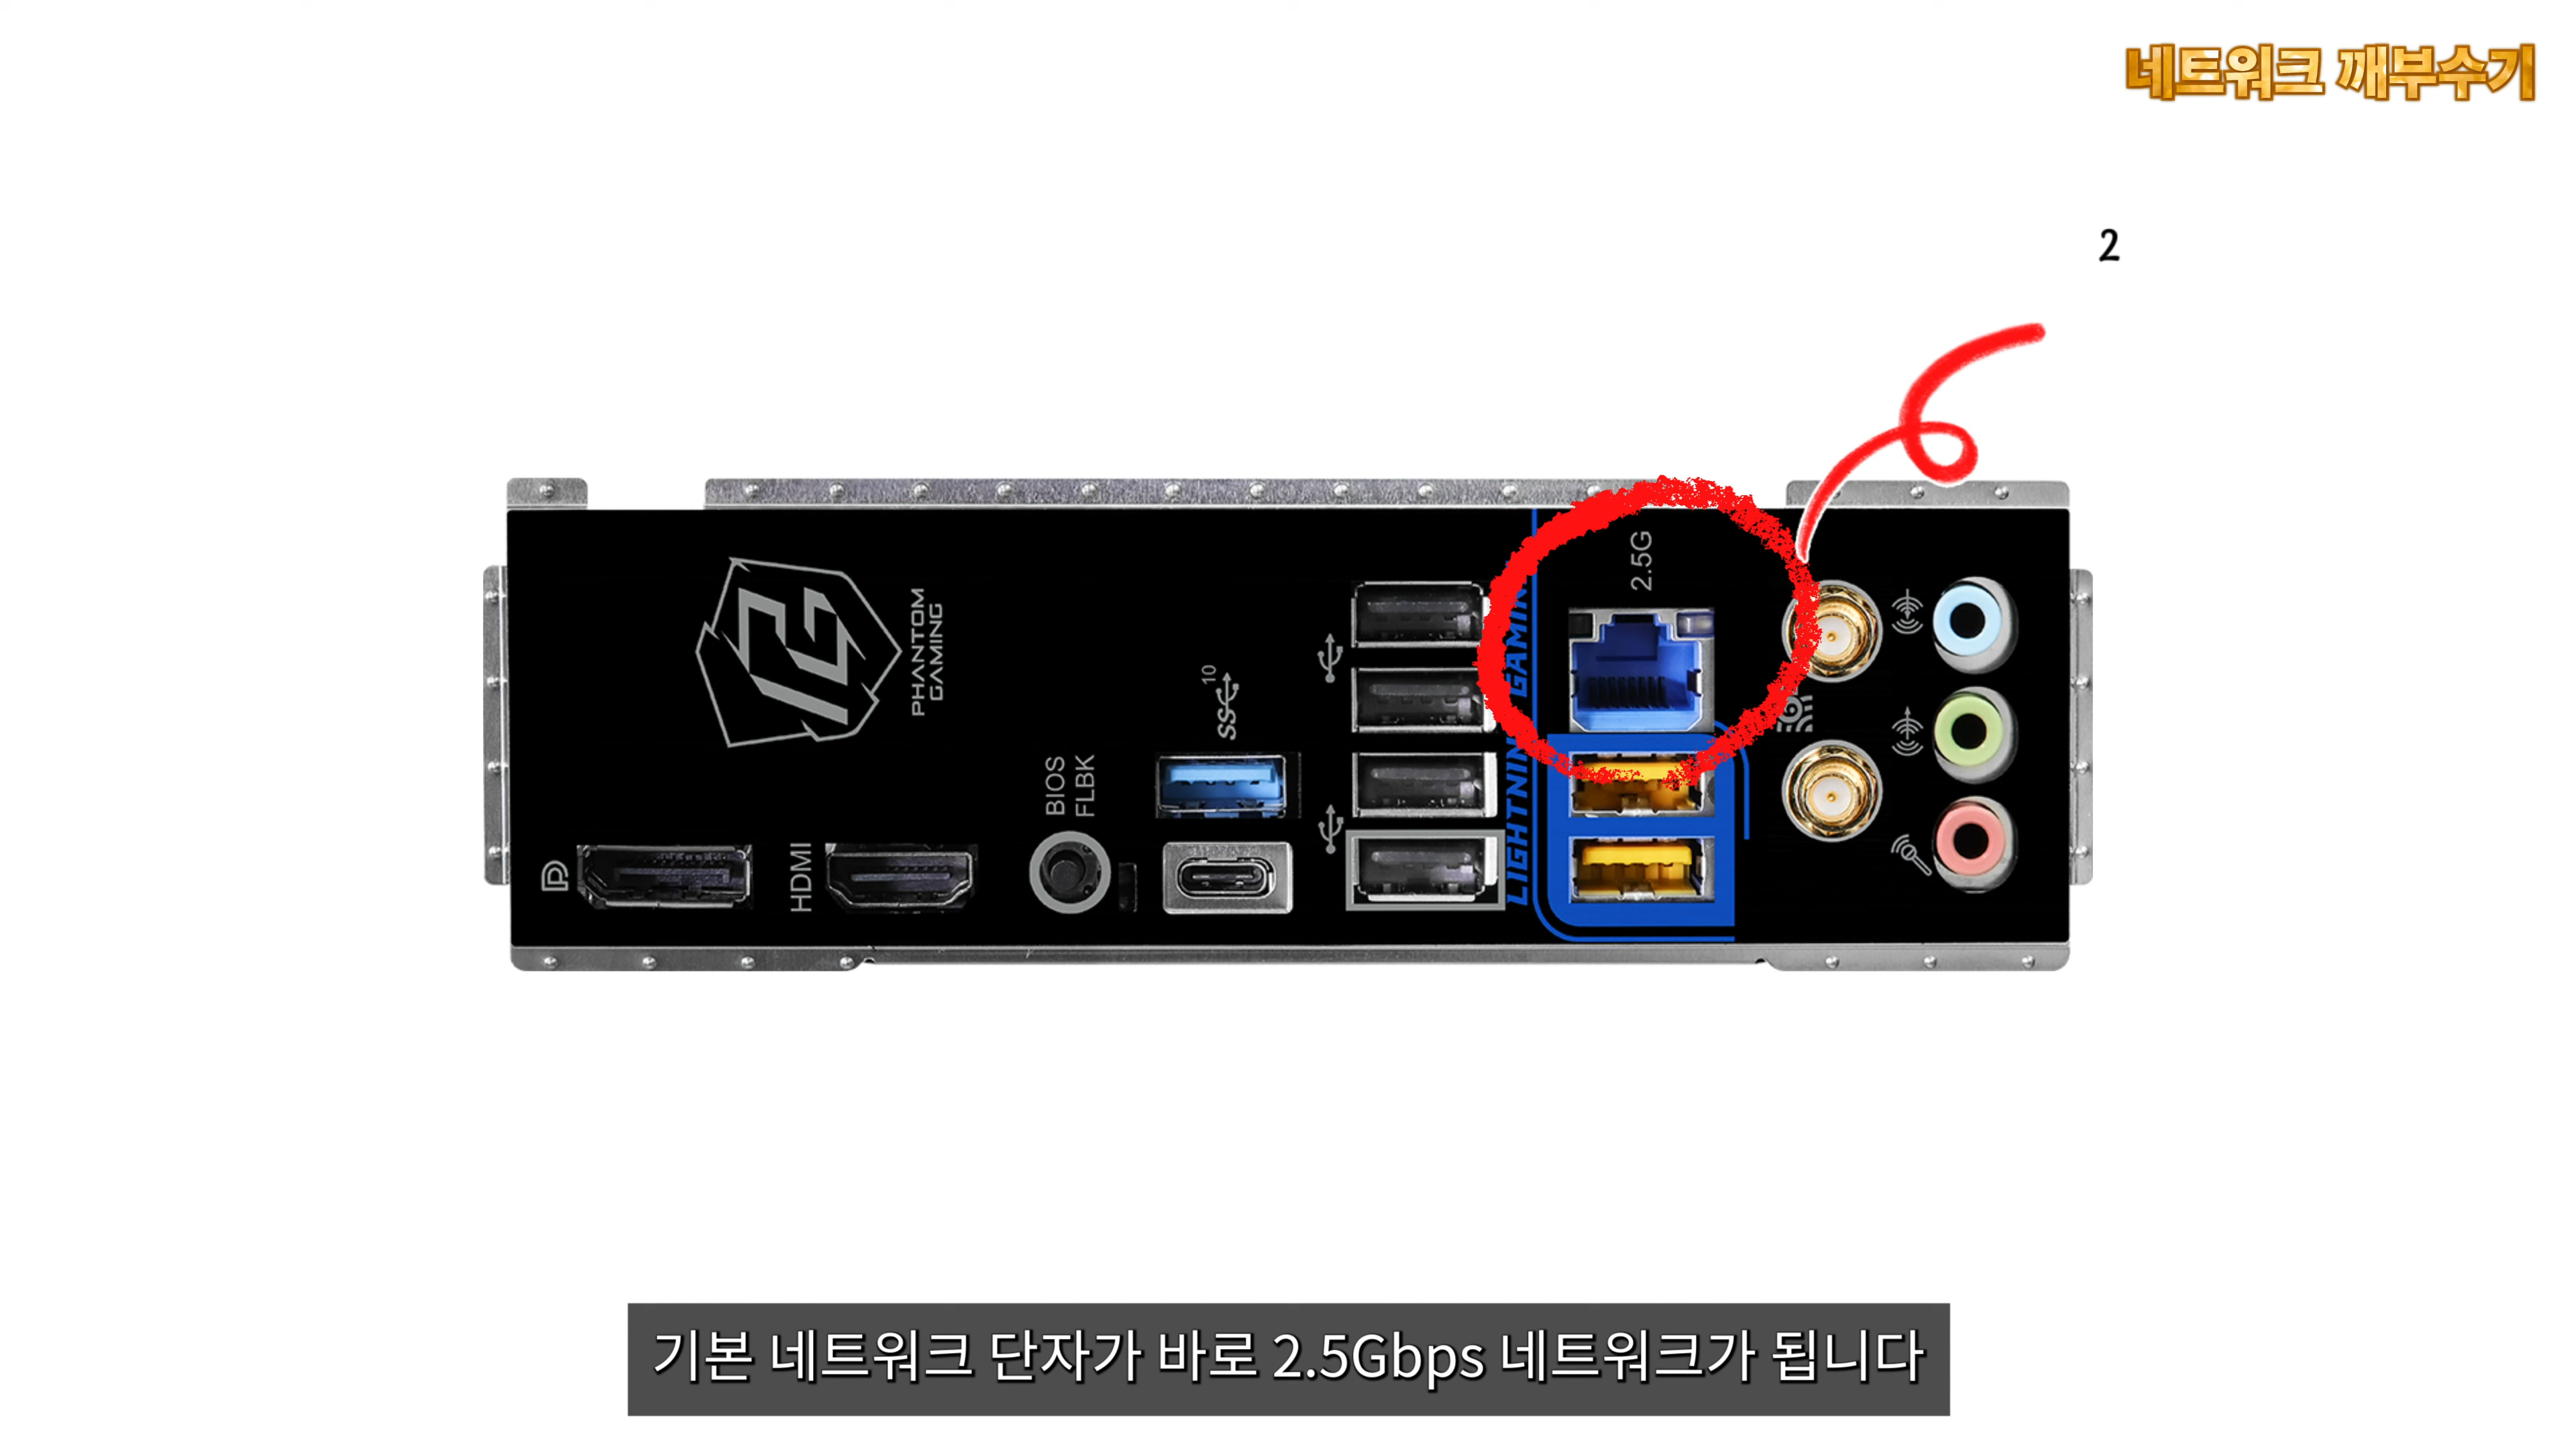 네트워크 깨부수기
2
2.5G
PHANTOM
GAMING
10
BIOS
FLBK
HDMI
LIGHTNING GAMING
기본 네트워크 단자가 바로 2.5Gbps 네트워크가 됩니다